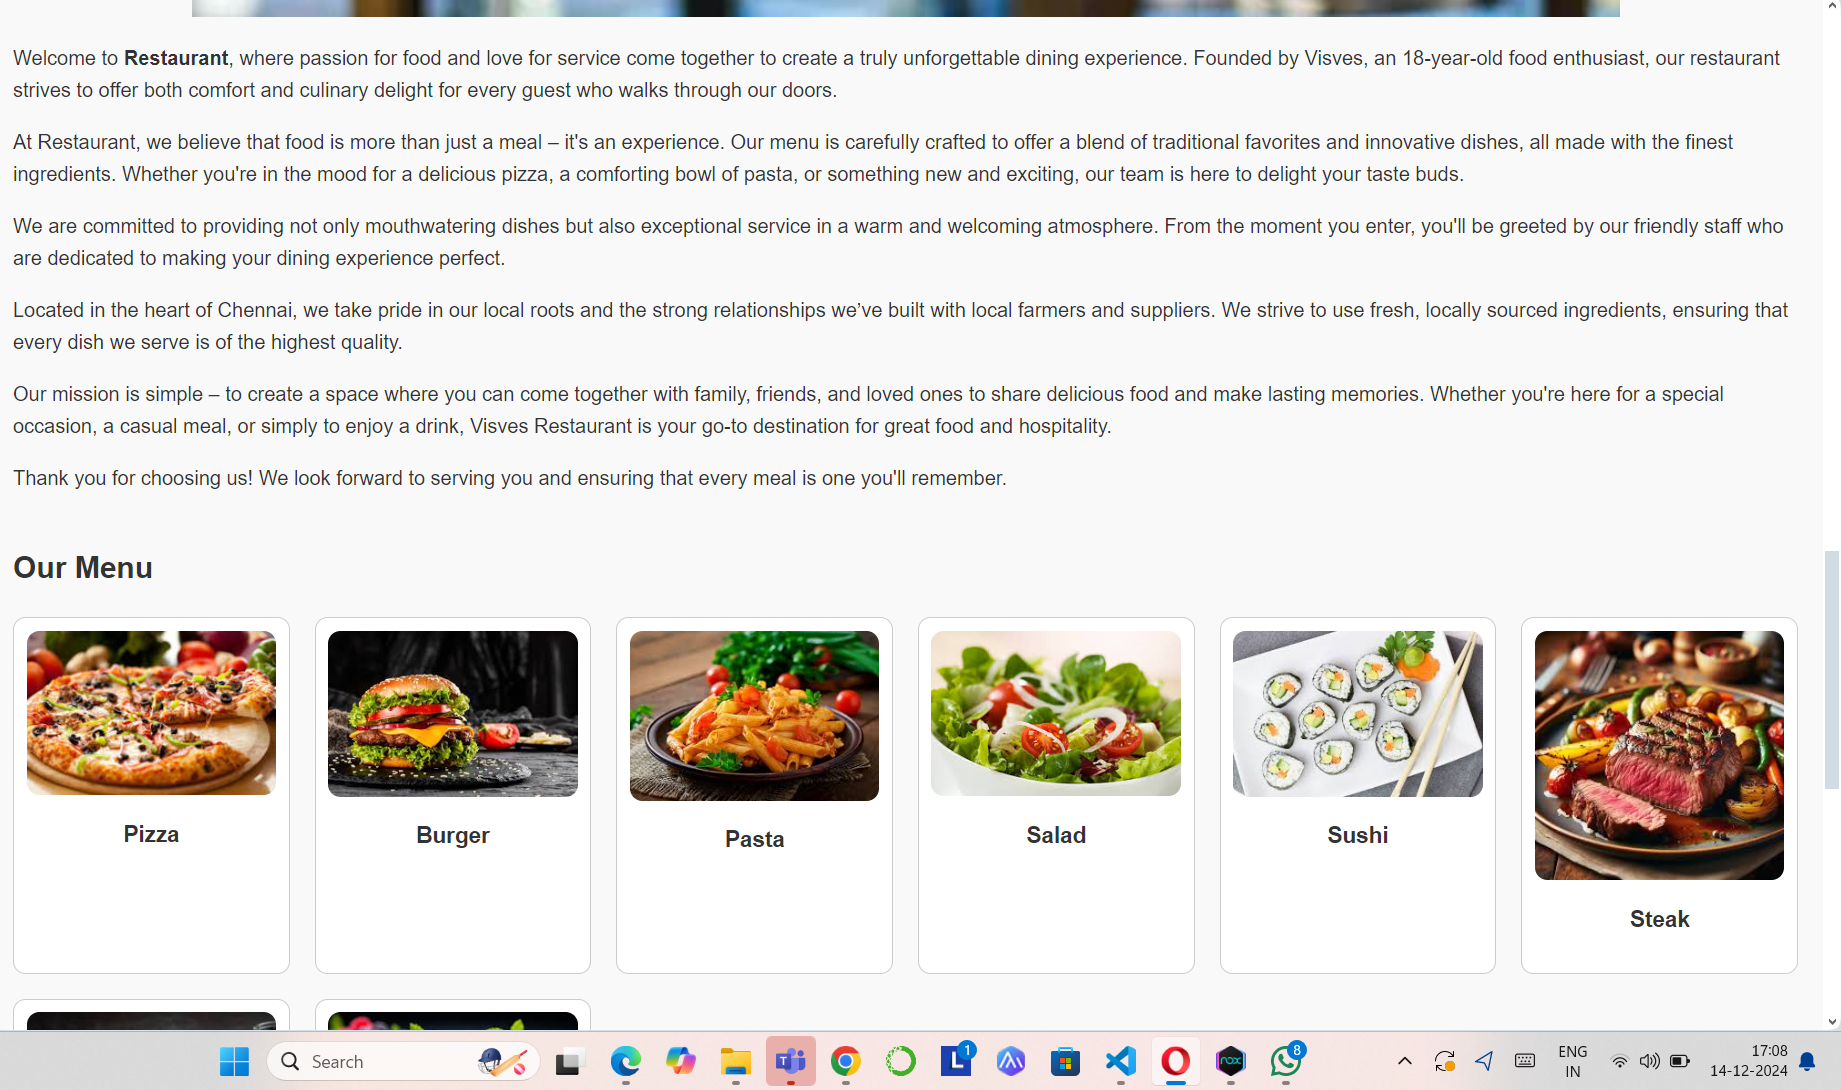 Welcome to Restaurant, where passion for food and love for service come together to create a truly unforgettable dining experience. Founded by Visves, an 18-year-old food enthusiast, our restaurant
strives to offer both comfort and culinary delight for every guest who walks through our doors.
At Restaurant, we believe that food is more than just a meal – it's an experience. Our menu is carefully crafted to offer a blend of traditional favorites and innovative dishes, all made with the finest
ingredients. Whether you're in the mood for a delicious pizza, a comforting bowl of pasta, or something new and exciting, our team is here to delight your taste buds.
We are committed to providing not only mouthwatering dishes but also exceptional service in a warm and welcoming atmosphere. From the moment you enter, you'll be greeted by our friendly staff who
are dedicated to making your dining experience perfect.
Located in the heart of Chennai, we take pride in our local roots and the strong relationships we’ve built with local farmers and suppliers. We strive to use fresh, locally sourced ingredients, ensuring that
every dish we serve is of the highest quality.
Our mission is simple – to create a space where you can come together with family, friends, and loved ones to share delicious food and make lasting memories. Whether you're here for a special
occasion, a casual meal, or simply to enjoy a drink, Visves Restaurant is your go-to destination for great food and hospitality.
Thank you for choosing us! We look forward to serving you and ensuring that every meal is one you'll remember.
Our Menu
Pizza
Burger
Pasta
Salad
Sushi
Steak
Search
T
L
1
nox
8
ENG
IN
17:08
14-12-2024